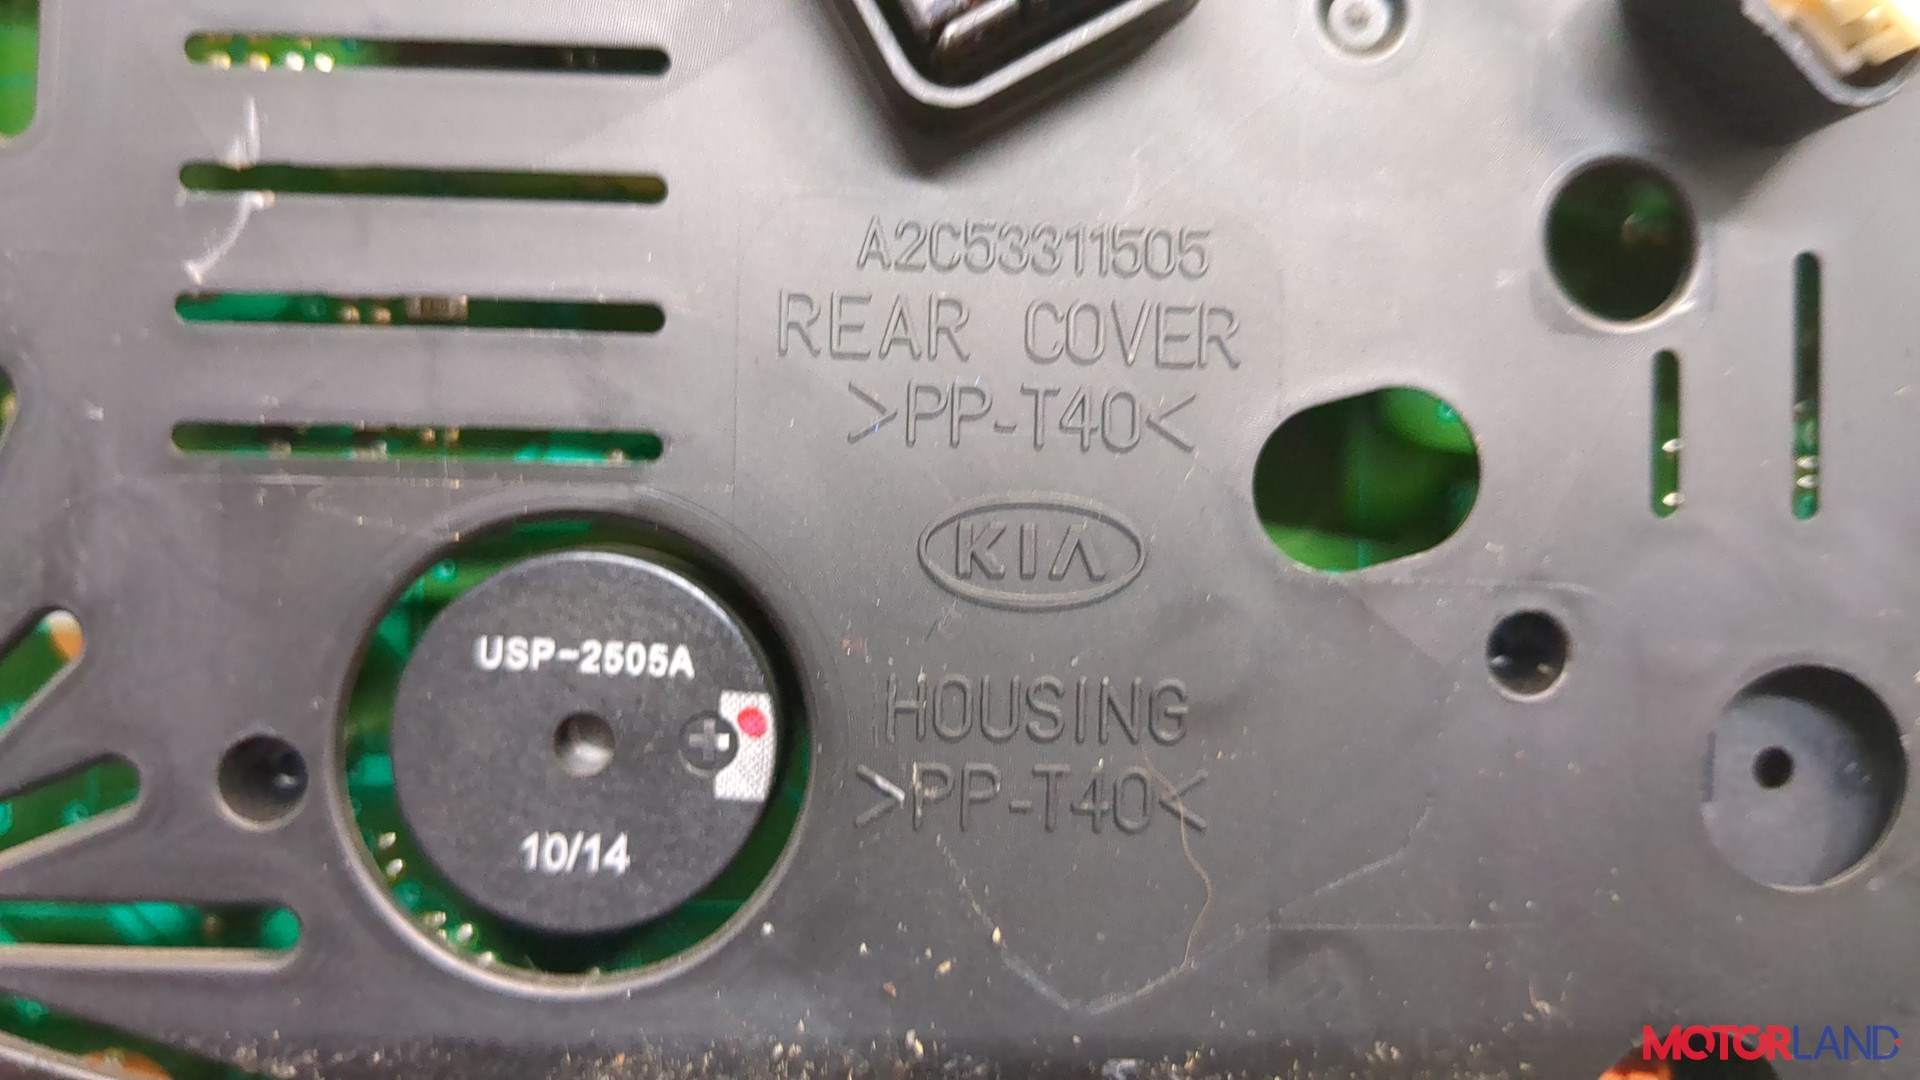 A2C53311505
REAR COVER
>PP-T40<
KIA
USP-2505A
10/14
HOUSING
>PP-T40<
MOTORLAND